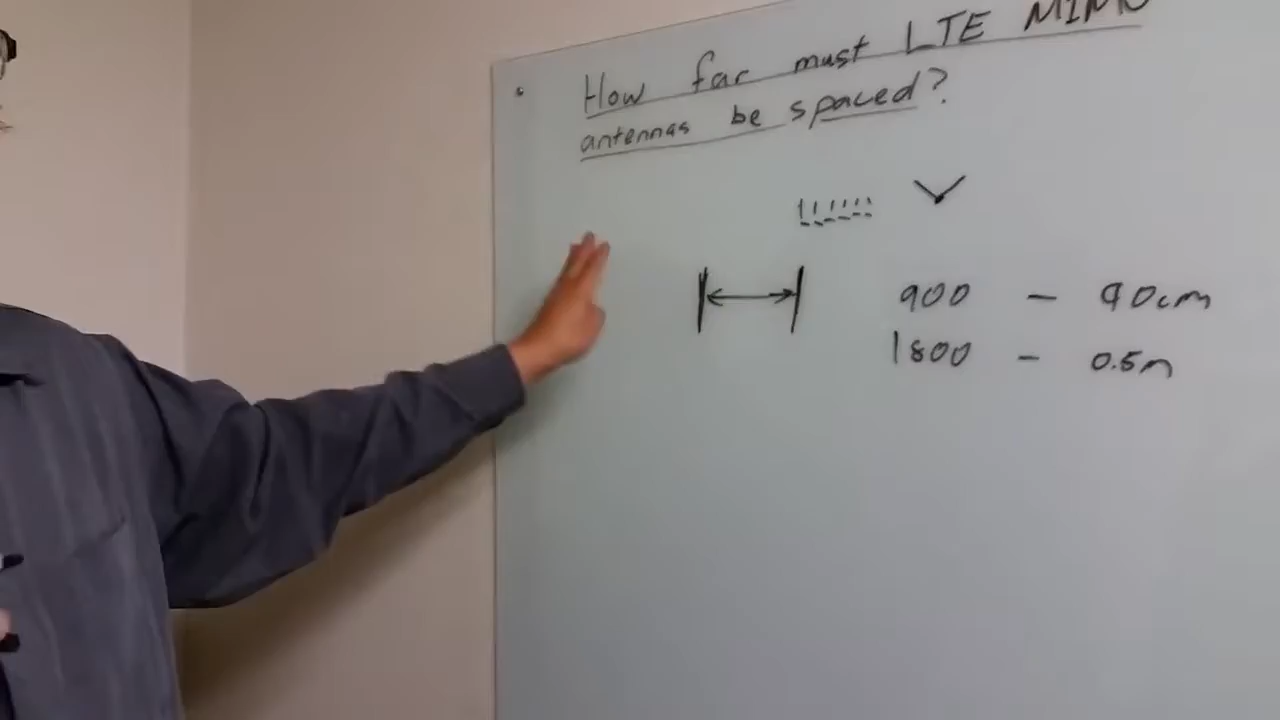 How far must LTE MIMO
antennas be spaced?
900 - 90cm
1800 - 0.5m